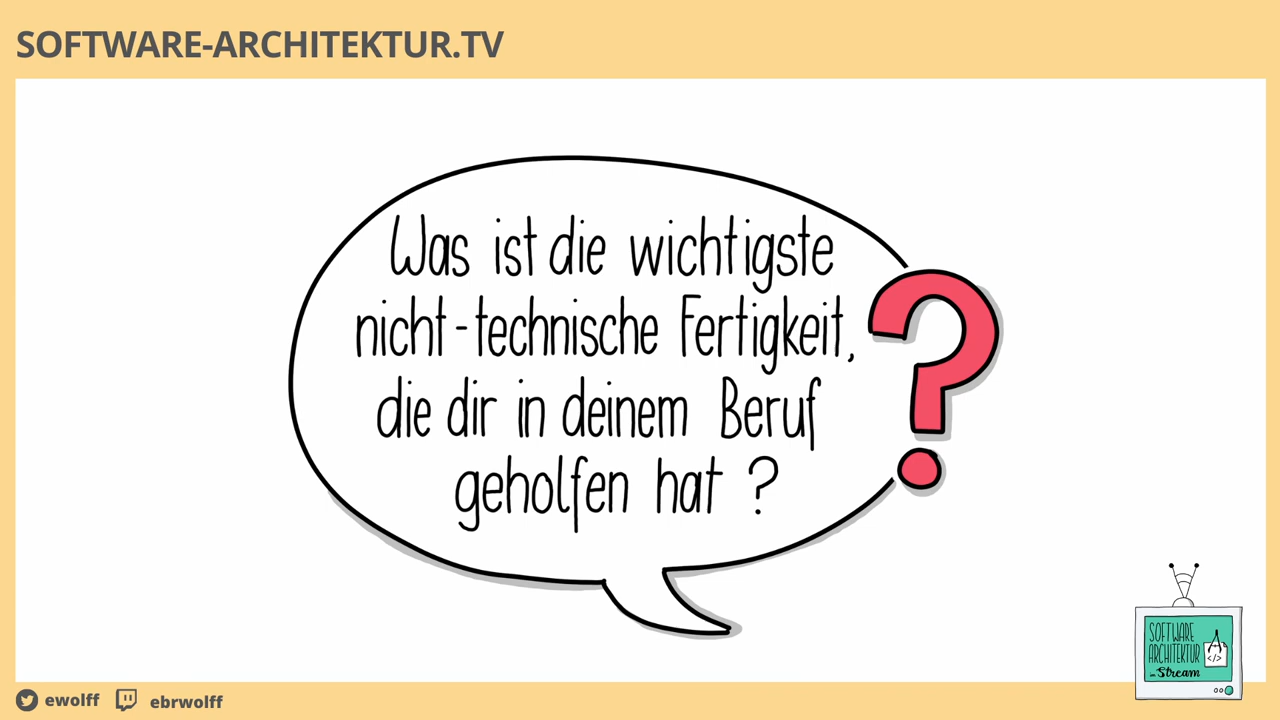 SOFTWARE-ARCHITEKTUR.TV
Was ist die wichtigste
nicht-technische Fertigkeit,
die dir in deinem Beruf
geholfen hat ?
?
SOFTWARE
ARCHITEKTUR
</>
im Stream
ewolff
ebrwolff